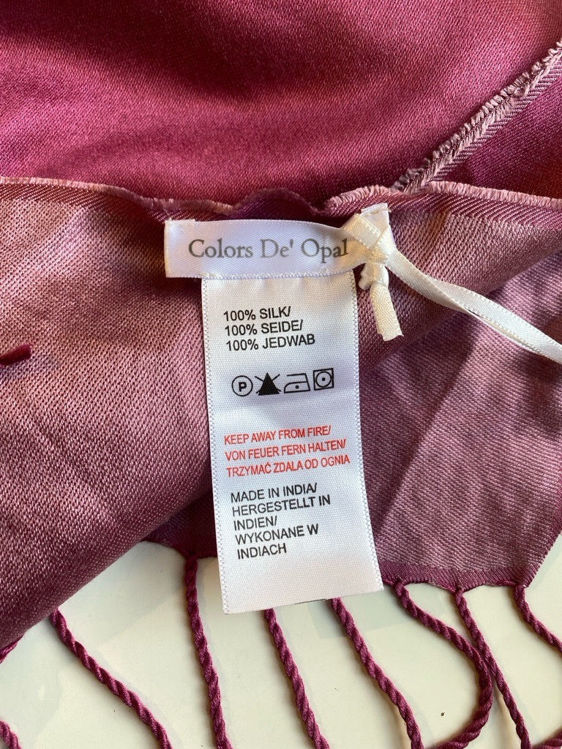 Colors De' Opal
100% SILK/
100% SEIDE/
100% JEDWAB
P
KEEP AWAY FROM FIRE/
VON FEUER FERN HALTEN/
TRZYMAĆ ZDALA OD OGNIA
MADE IN INDIA/
HERGESTELLT IN
INDIEN/
WYKONANE W
INDIACH